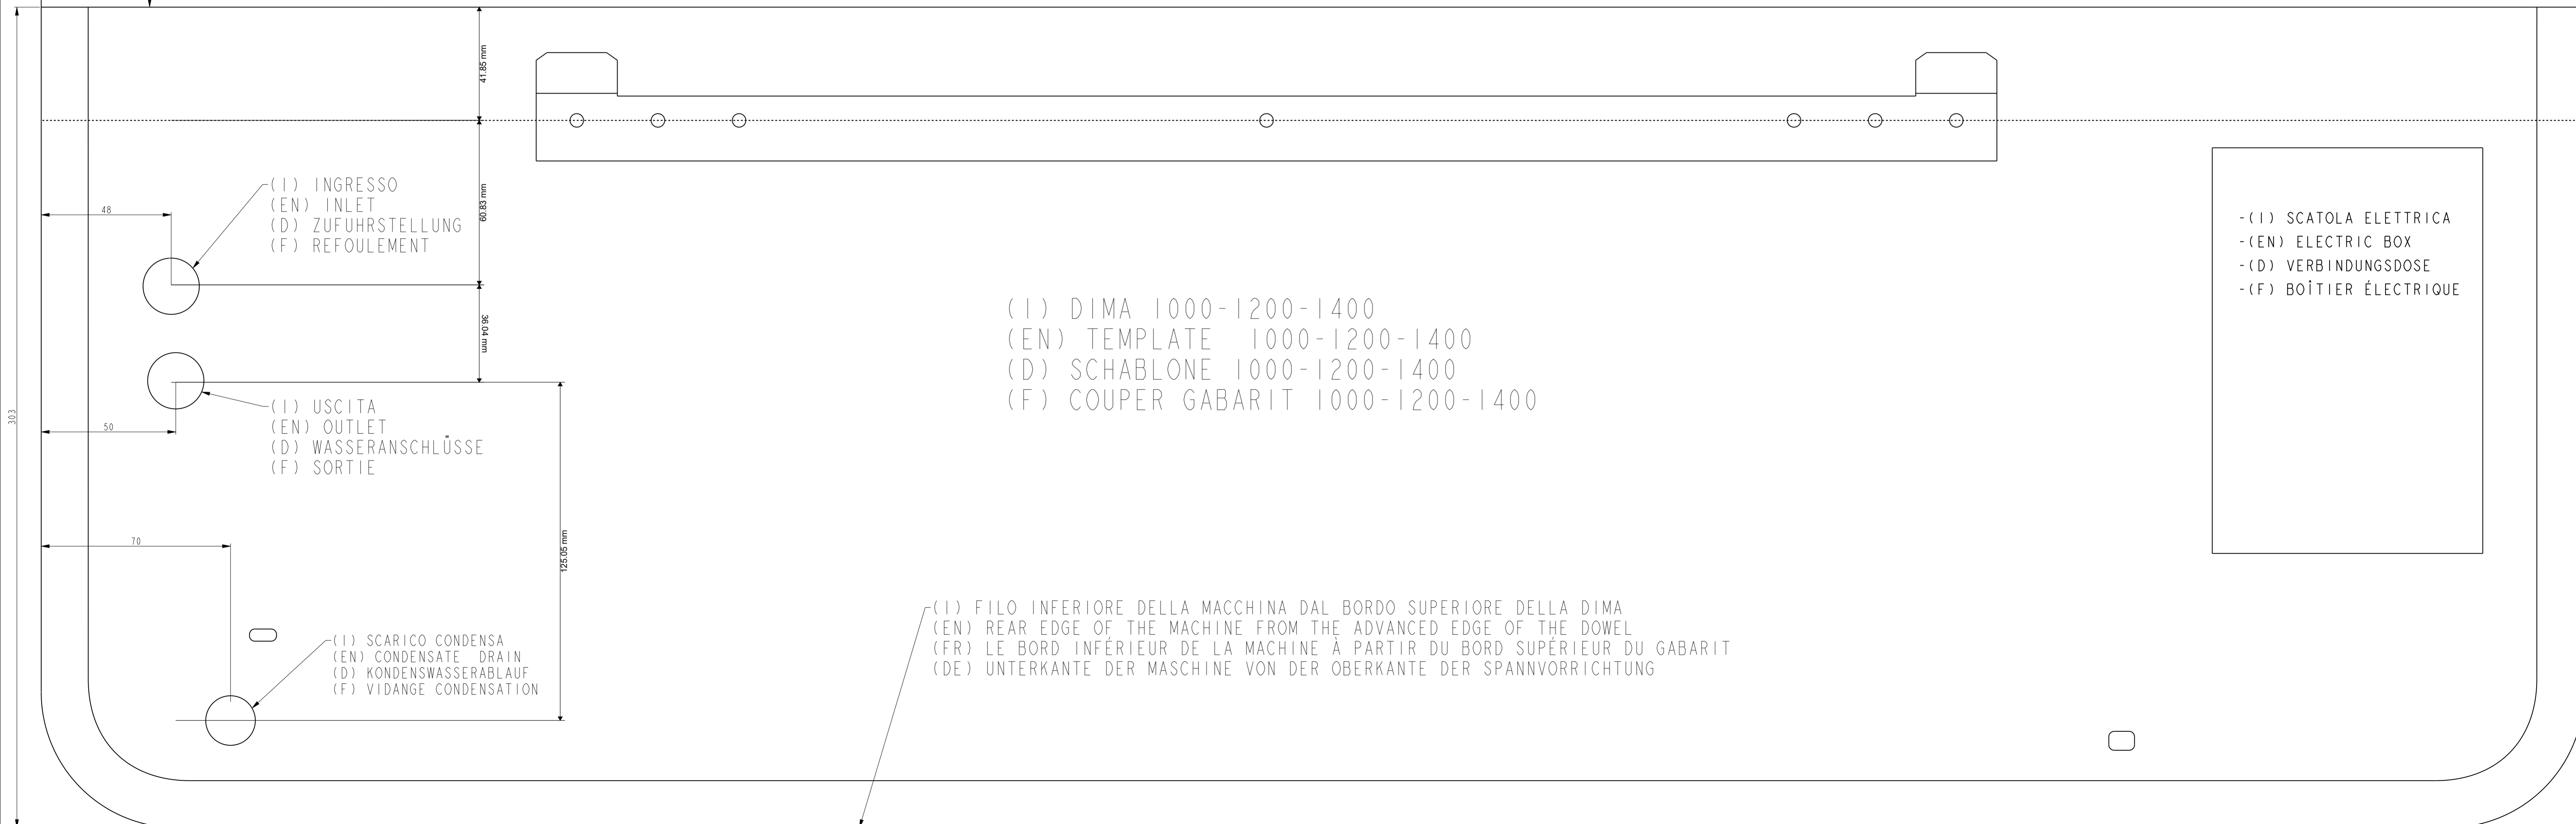 41.85 mm
60.83 mm
(I) INGRESSO
(EN) INLET
(D) ZUFUHRSTELLUNG
(F) REFOULEMENT
48
36.04 mm
-(I) SCATOLA ELETTRICA
-(EN) ELECTRIC BOX
-(D) VERBINDUNGSDOSE
-(F) BOÎTIER ÉLECTRIQUE
(I) DIMA 1000-1200-1400
(EN) TEMPLATE 1000-1200-1400
(D) SCHABLONE 1000-1200-1400
(F) COUPER GABARIT 1000-1200-1400
303
(I) USCITA
(EN) OUTLET
(D) WASSERANSCHLÜSSE
(F) SORTIE
50
70
125.05 mm
(I) SCARICO CONDENSA
(EN) CONDENSATE DRAIN
(D) KONDENSWASSERABLAUF
(F) VIDANGE CONDENSATION
(I) FILO INFERIORE DELLA MACCHINA DAL BORDO SUPERIORE DELLA DIMA
(EN) REAR EDGE OF THE MACHINE FROM THE ADVANCED EDGE OF THE DOWEL
(FR) LE BORD INFÉRIEUR DE LA MACHINE À PARTIR DU BORD SUPÉRIEUR DU GABARIT
(DE) UNTERKANTE DER MASCHINE VON DER OBERKANTE DER SPANNVORRICHTUNG